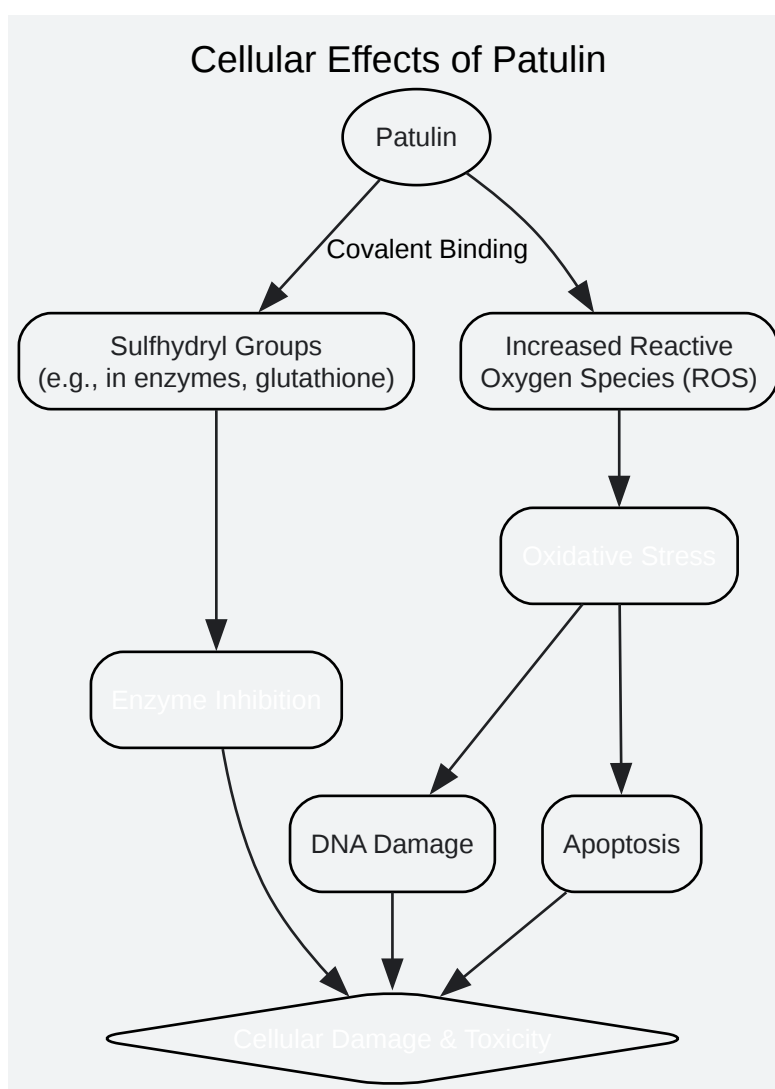 Cellular Effects of Patulin
Patulin
Covalent Binding
Sulfhydryl Groups
(e.g., in enzymes, glutathione)
Increased Reactive
Oxygen Species (ROS)
Oxidative Stress
Enzyme Inhibition
DNA Damage
Apoptosis
Cellular Damage & Toxicity